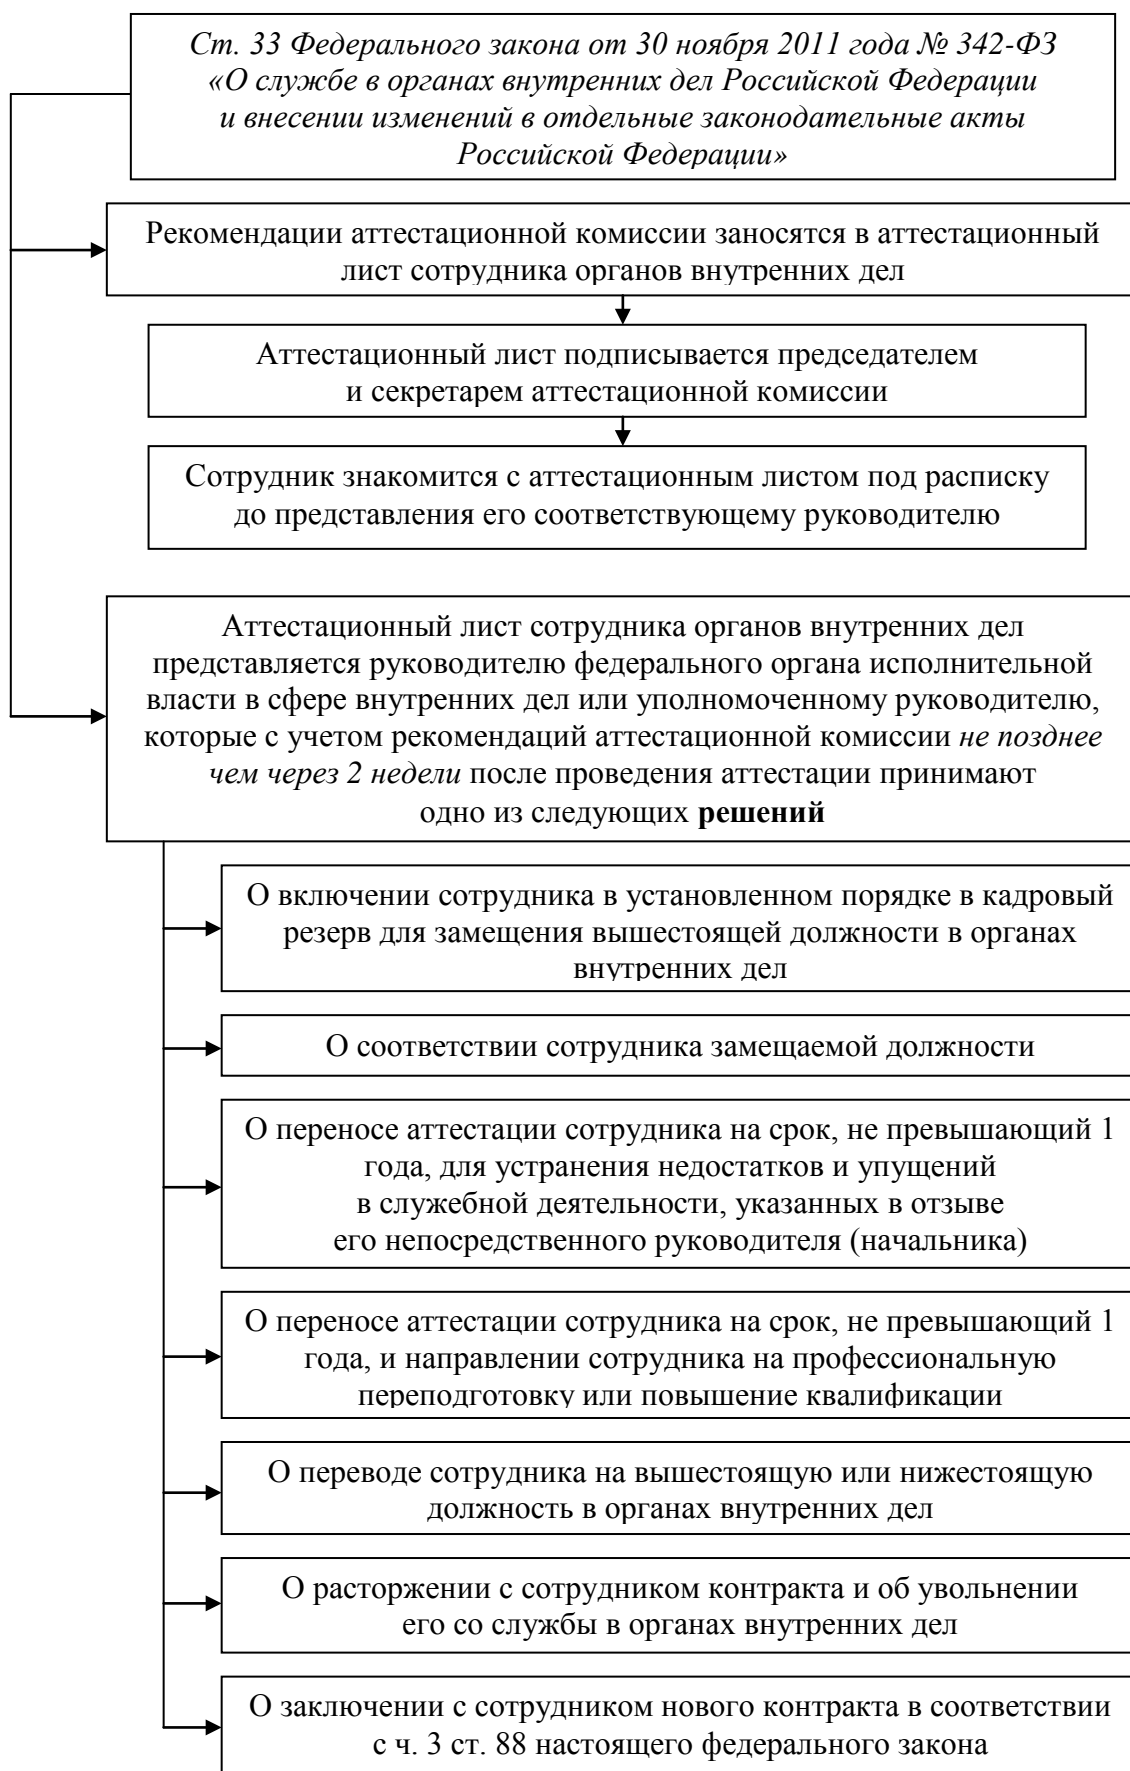 Ст. 33 Федерального закона от 30 ноября 2011 года № 342-ФЗ
«О службе в органах внутренних дел Российской Федерации
и внесении изменений в отдельные законодательные акты
Российской Федерации»
Рекомендации аттестационной комиссии заносятся в аттестационный
лист сотрудника органов внутренних дел
Аттестационный лист подписывается председателем
и секретарем аттестационной комиссии
Сотрудник знакомится с аттестационным листом под расписку
до представления его соответствующему руководителю
Аттестационный лист сотрудника органов внутренних дел
представляется руководителю федерального органа исполнительной
власти в сфере внутренних дел или уполномоченному руководителю,
которые с учетом рекомендаций аттестационной комиссии не позднее
чем через 2 недели после проведения аттестации принимают
одно из следующих решений
О включении сотрудника в установленном порядке в кадровый
резерв для замещения вышестоящей должности в органах
внутренних дел
О соответствии сотрудника замещаемой должности
О переносе аттестации сотрудника на срок, не превышающий 1
года, для устранения недостатков и упущений
в служебной деятельности, указанных в отзыве
его непосредственного руководителя (начальника)
О переносе аттестации сотрудника на срок, не превышающий 1
года, и направлении сотрудника на профессиональную
переподготовку или повышение квалификации
О переводе сотрудника на вышестоящую или нижестоящую
должность в органах внутренних дел
О расторжении с сотрудником контракта и об увольнении
его со службы в органах внутренних дел
О заключении с сотрудником нового контракта в соответствии
с ч. 3 ст. 88 настоящего федерального закона